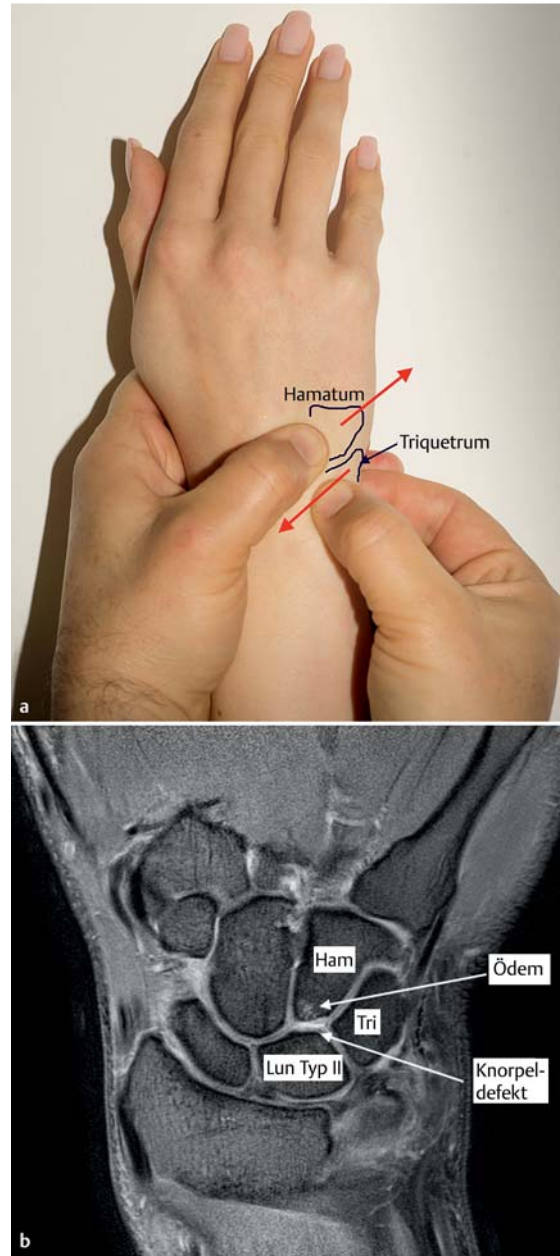 Hamatum
Triquetrum
a
Ham
Ödem
Tri
Lun Typ II
Knorpel-
defekt
b